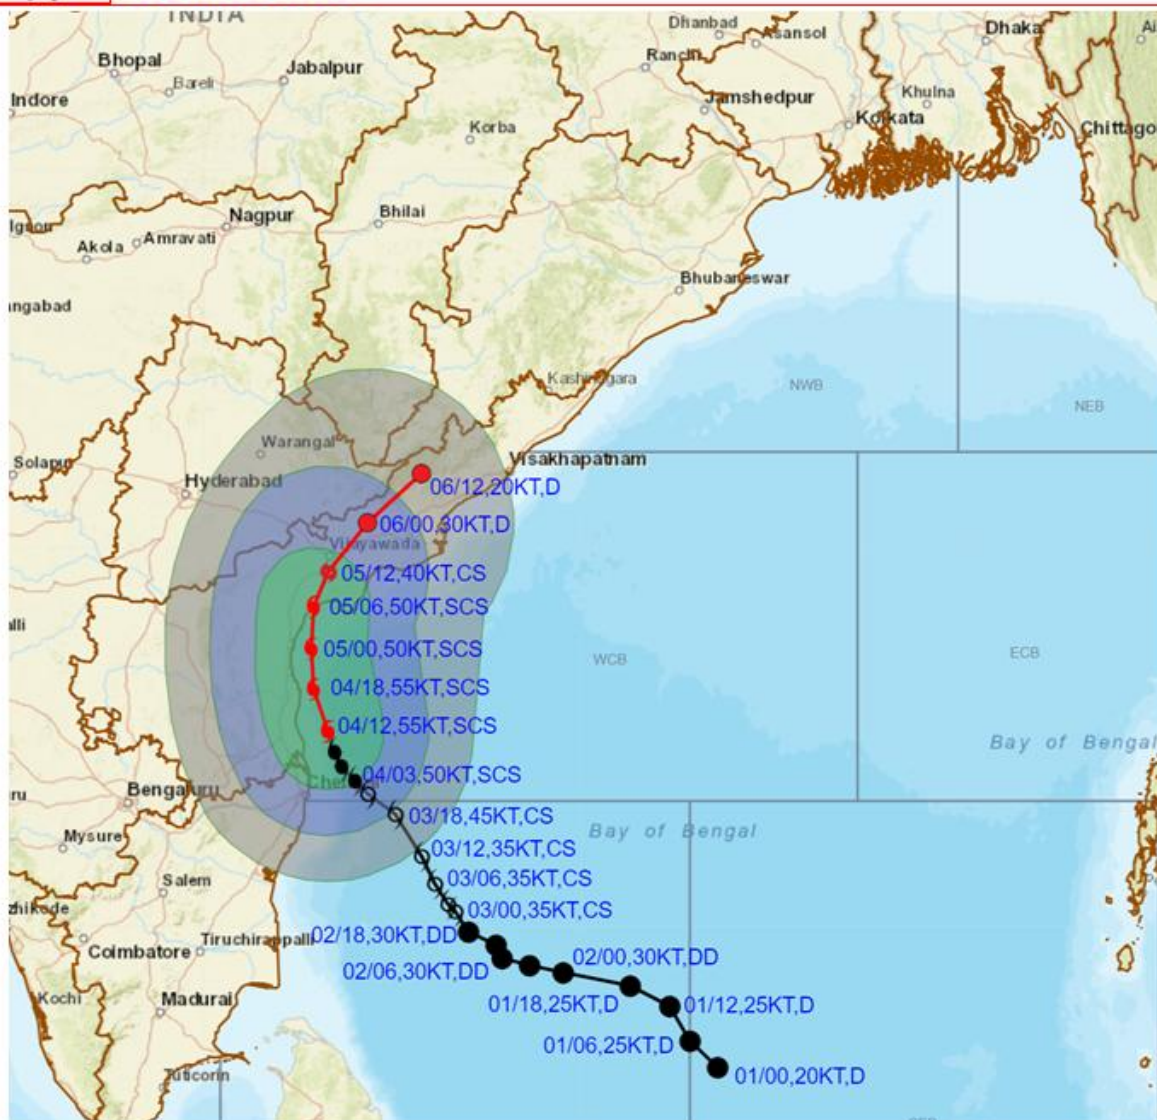 INDIA
Dhanbad
Dhaka
Bhopal
Asansol
Ranchi
Jabalpur
Bareli
Indore
Khulna
Jamshedpur
Kolkata
Korba
Chittago
Nagpur
Bhilai
Amravati
Akola
Bhubaneswar
angabad
Kashinagara
NWB
NEB
Warangal
Solapur
Visakhapatnam
Hyderabad
06/12,20KT,D
06/00,30KT,D
Vijayawada
05/12,40KT,CS
05/06,50KT,SCS
05/00,50KT,SCS
WCB
ECB
04/18,55KT,SCS
04/12,55KT,SCS
Bay of Bengal
04/03,50KT,SCS
Bengaluru
03/18,45KT,CS
Bay of Bengal
Mysure
03/12,35KT,CS
03/06,35KT,CS
Salem
03/00,35KT,CS
zhikode
02/18,30KT,DD
Tiruchirappalli
Coimbatore
02/00,30KT,DD
02/06,30KT,DD
Kochi
Madurai
01/18,25KT,D
01/12,25KT,D
01/06,25KT,D
Tuticorin
01/00,20KT,D